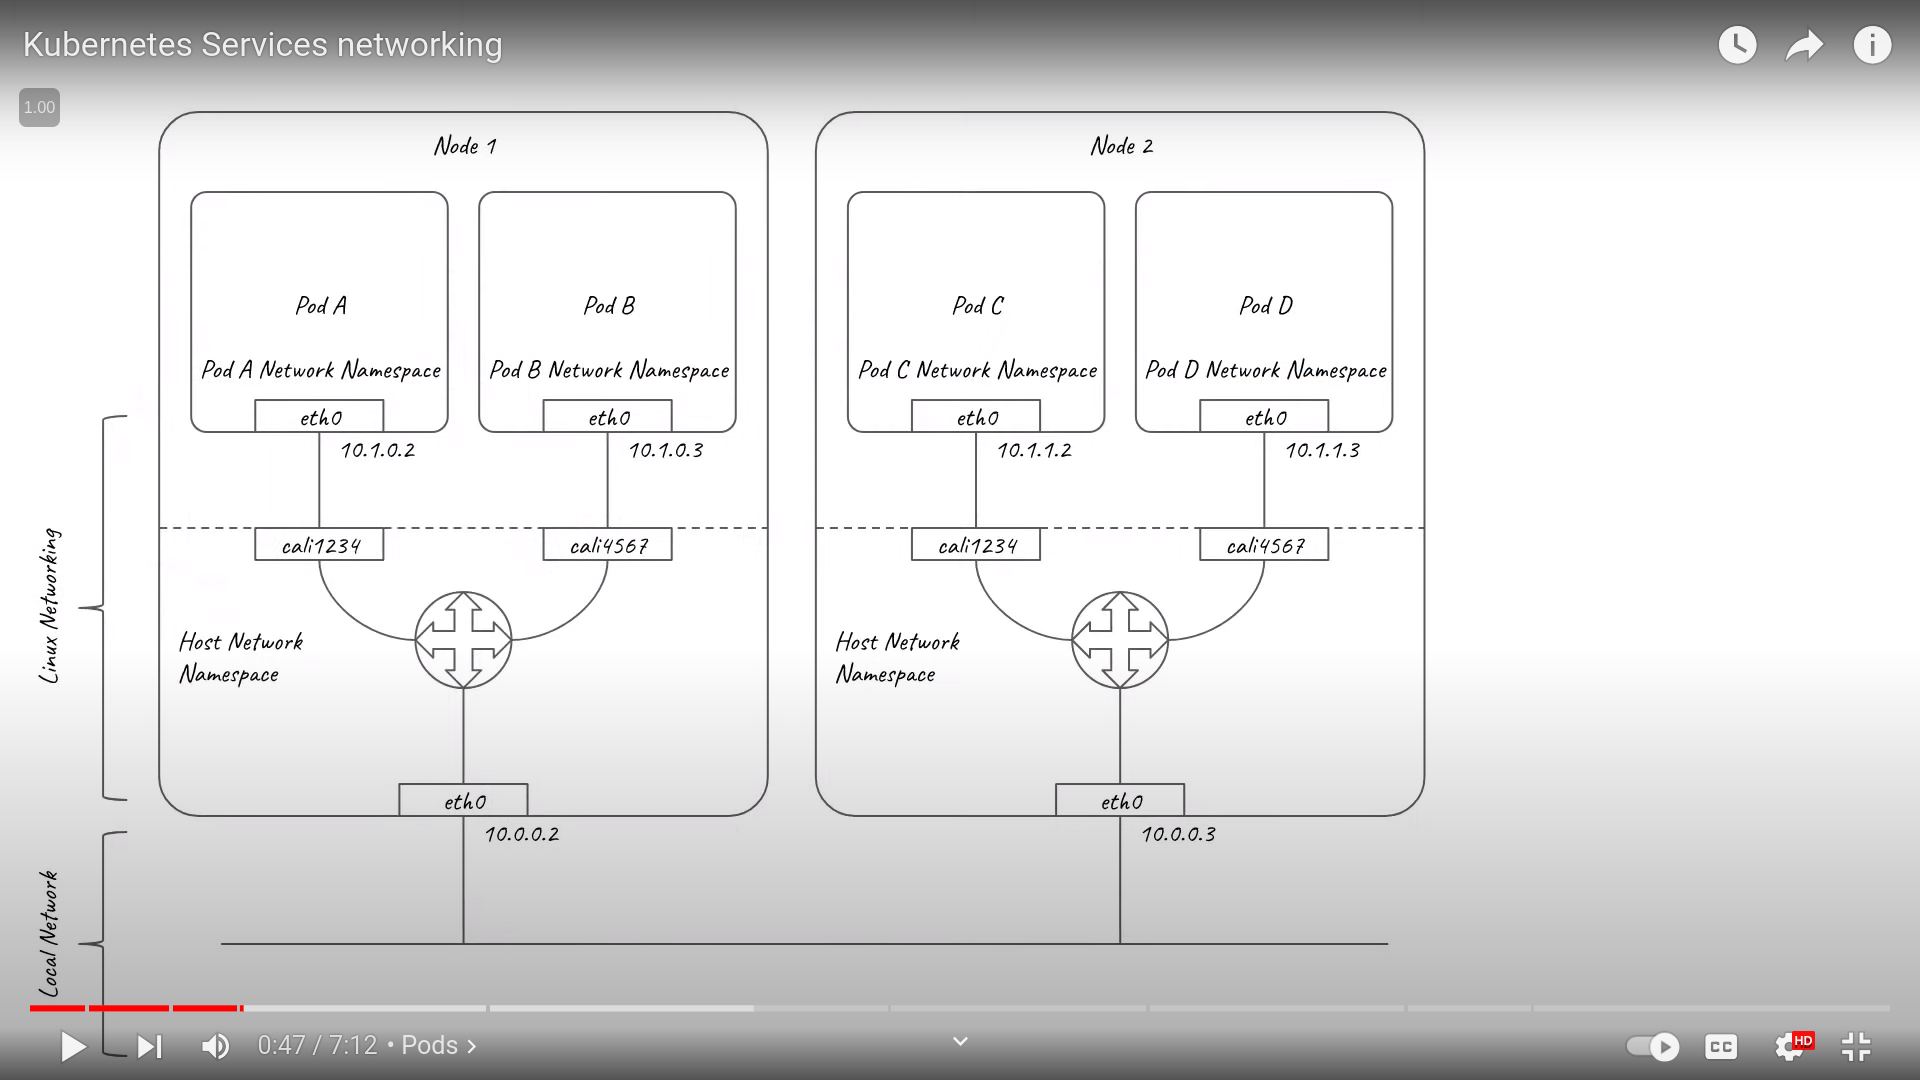 Kubernetes Services networking
1.00
Node 1
Node 2
Pod A
Pod B
Pod C
Pod D
Pod A Network Namespace
Pod B Network Namespace
Pod C Network Namespace
Pod D Network Namespace
eth0
eth0
eth0
eth0
10.1.0.2
10.1.0.3
10.1.1.2
10.1.1.3
cali1234
cali4567
cali1234
cali4567
Linux Networking
Host Network
Namespace
Host Network
Namespace
eth0
eth0
10.0.0.2
10.0.0.3
Local Network
0:47 / 7:12 • Pods
CC
HD